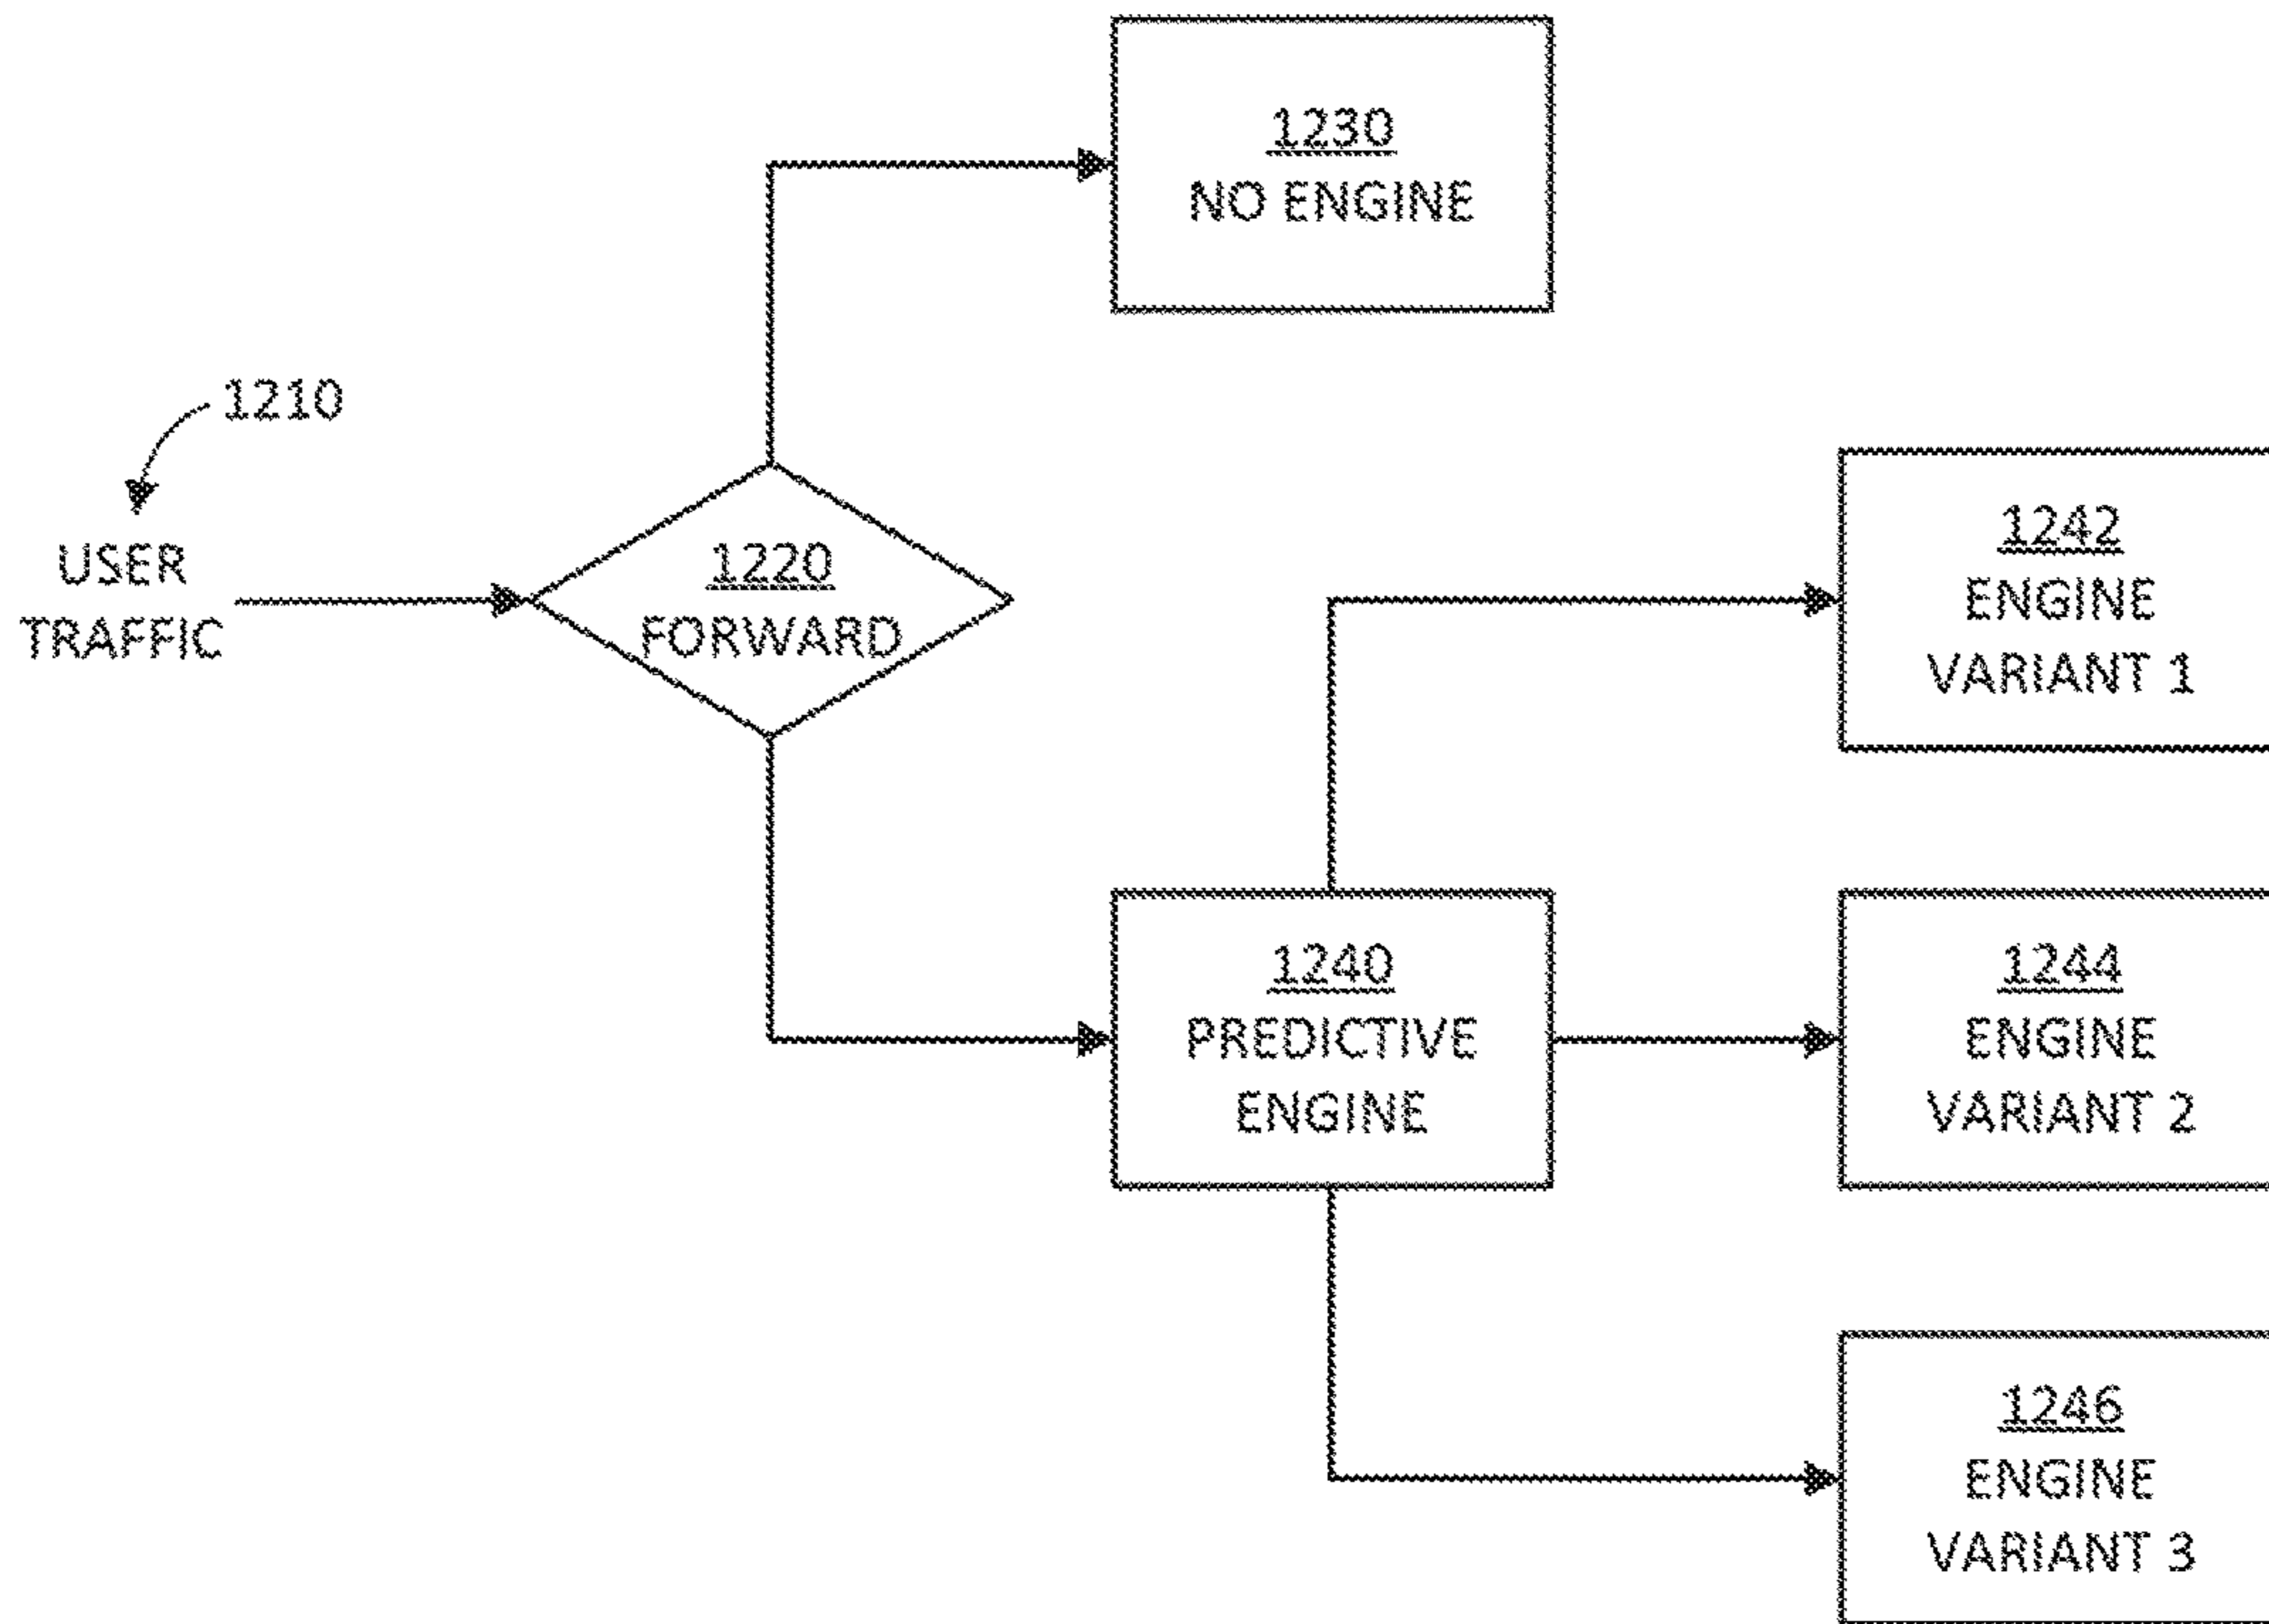 1230
NO ENGINE
1210
USER
TRAFFIC
1220
FORWARD
1242
ENGINE
VARIANT 1
1240
PREDICTIVE
ENGINE
1244
ENGINE
VARIANT 2
1246
ENGINE
VARIANT 3